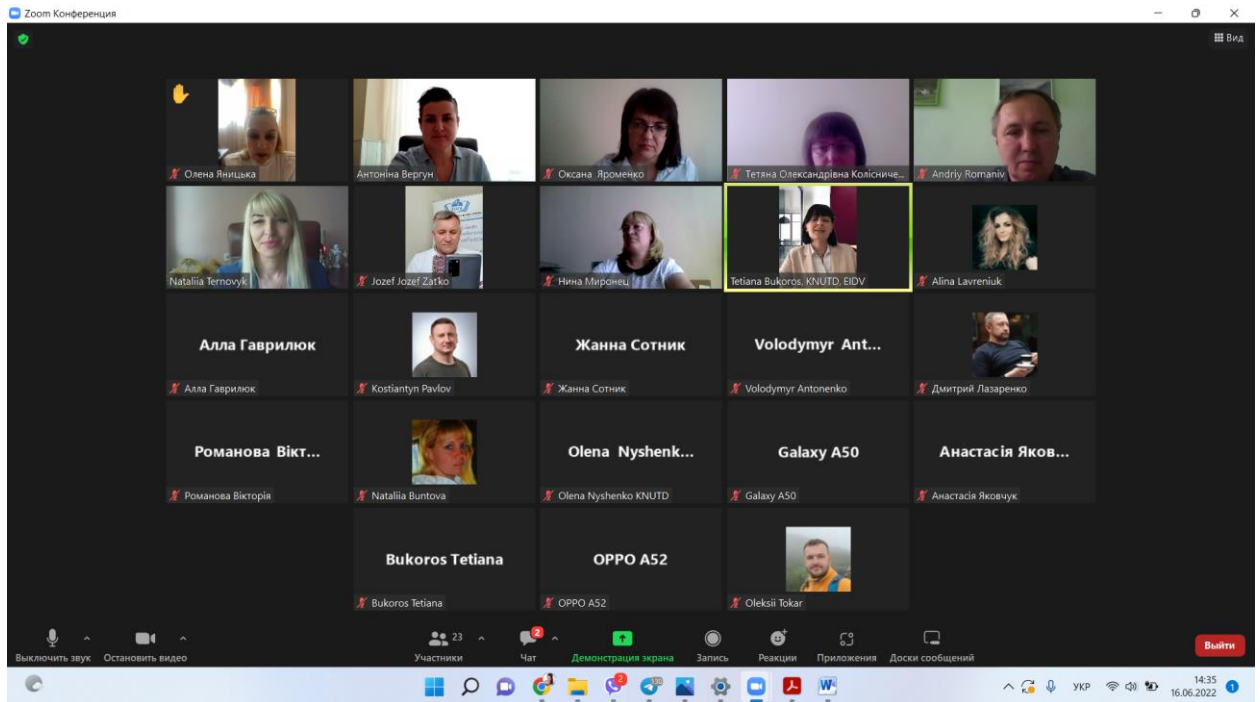 Zoom Конференция
Вид
Олена Яницька
Антоніна Вергун
Оксана Яроменко
Тетяна Олександрівна Колісниче...
Andriy Romaniv
Nataliia Ternovyk
Jozef Jozef Zaťko
Нина Миронец
Tetiana Bukoros, KNUTD, EIDV
Alina Lavreniuk
Алла Гаврилюк
Алла Гаврилюк
Kostiantyn Pavlov
Жанна Сотник
Жанна Сотник
Volodymyr Ant...
Volodymyr Antonenko
Дмитрий Лазаренко
Романова Вікт...
Романова Вікторія
Nataliia Buntova
Olena Nyshenk...
Olena Nyshenko KNUTD
Galaxy A50
Galaxy A50
Анастасія Яков...
Анастасія Яковчук
Bukoros Tetiana
Bukoros Tetiana
OPPO A52
OPPO A52
Oleksii Tokar
Выключить звук
Остановить видео
23
Участники
2
Чат
Демонстрация экрана
Запись
Реакции
Приложения
Доски сообщений
Выйти
2
УКР
14:35
16.06.2022
1